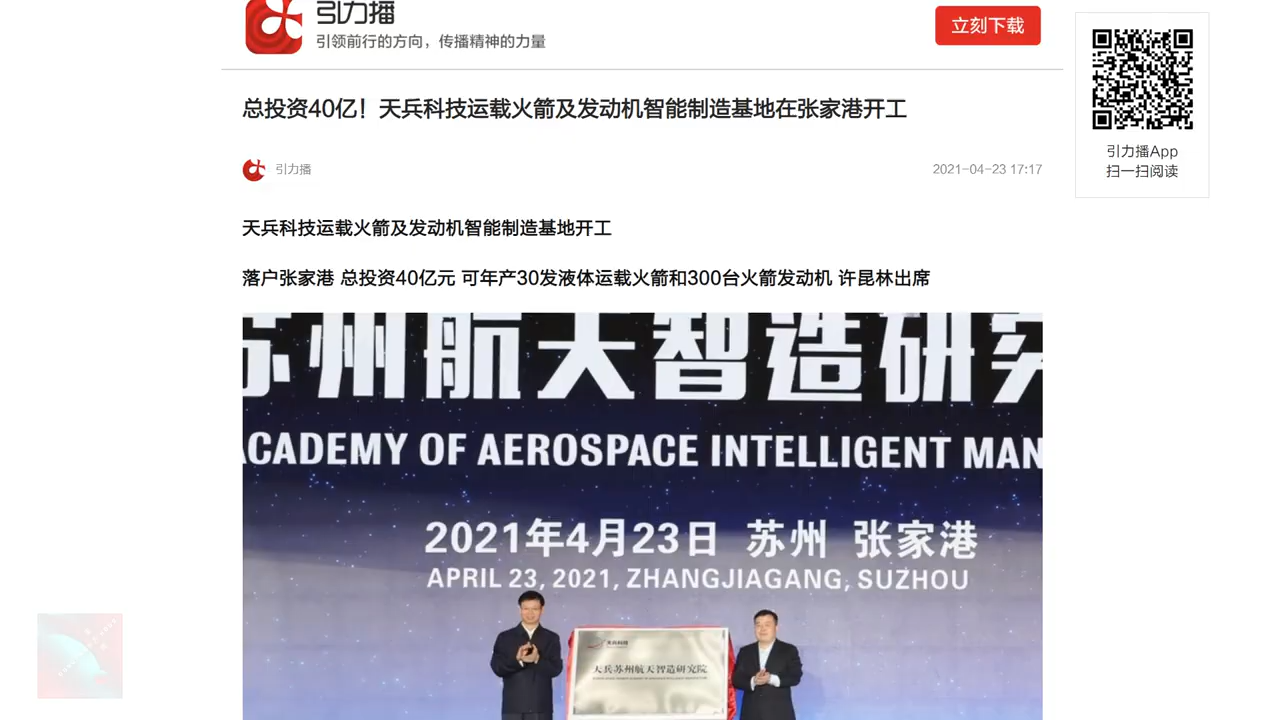 引力播
引领前行的方向，传播精神的力量
立刻下载
引力播App
扫一扫阅读
总投资40亿！天兵科技运载火箭及发动机智能制造基地在张家港开工
引力播
2021-04-23 17:17
天兵科技运载火箭及发动机智能制造基地开工
落户张家港 总投资40亿元 可年产30发液体运载火箭和300台火箭发动机 许昆林出席
苏州航天智造研究
ACADEMY OF AEROSPACE INTELLIGENT MAN
2021年4月23日 苏州 张家港
APRIL 23, 2021, ZHANGJIAGANG, SUZHOU
天兵科技
天兵苏州航天智造研究院